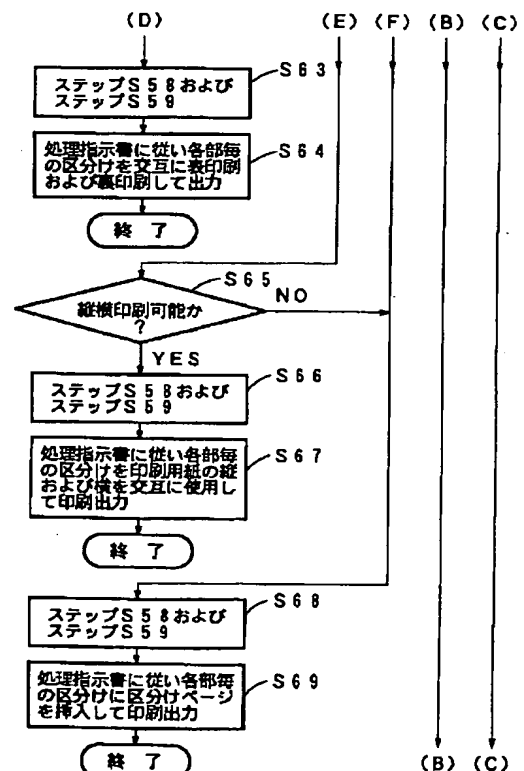 (D) (E) (F) (B) (C)
S63
ステップS58および
ステップS59
S64
処理指示書に従い各部毎
の区分けを交互に表印刷
および裏印刷して出力
終了
S65
縦横印刷可能か
?
NO
YES
S66
ステップS58および
ステップS59
S67
処理指示書に従い各部毎
の区分けを印刷用紙の縦
および横を交互に使用し
て印刷出力
終了
S68
ステップS58および
ステップS59
S69
処理指示書に従い各部毎
の区分けに区分けページ
を挿入して印刷出力
終了
(B) (C)